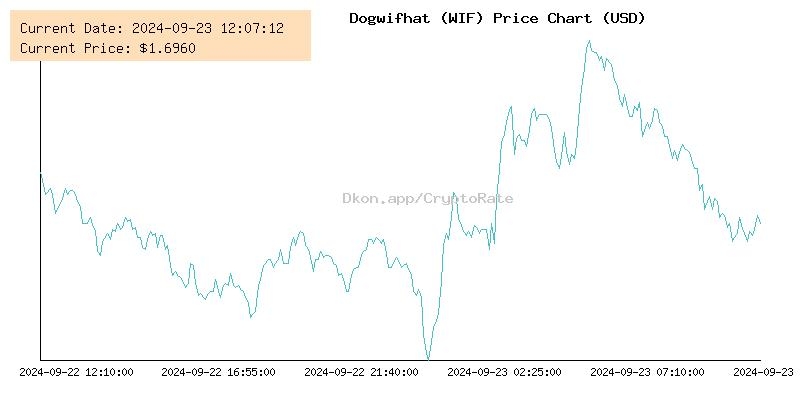 Dogwifhat (WIF) Price Chart (USD)
Current Date: 2024-09-23 12:07:12
Current Price: $1.6960
Dkon.app/CryptoRate
2024-09-22 12:10:00 2024-09-22 16:55:00 2024-09-22 21:40:00 2024-09-23 02:25:00 2024-09-23 07:10:00 2024-09-23